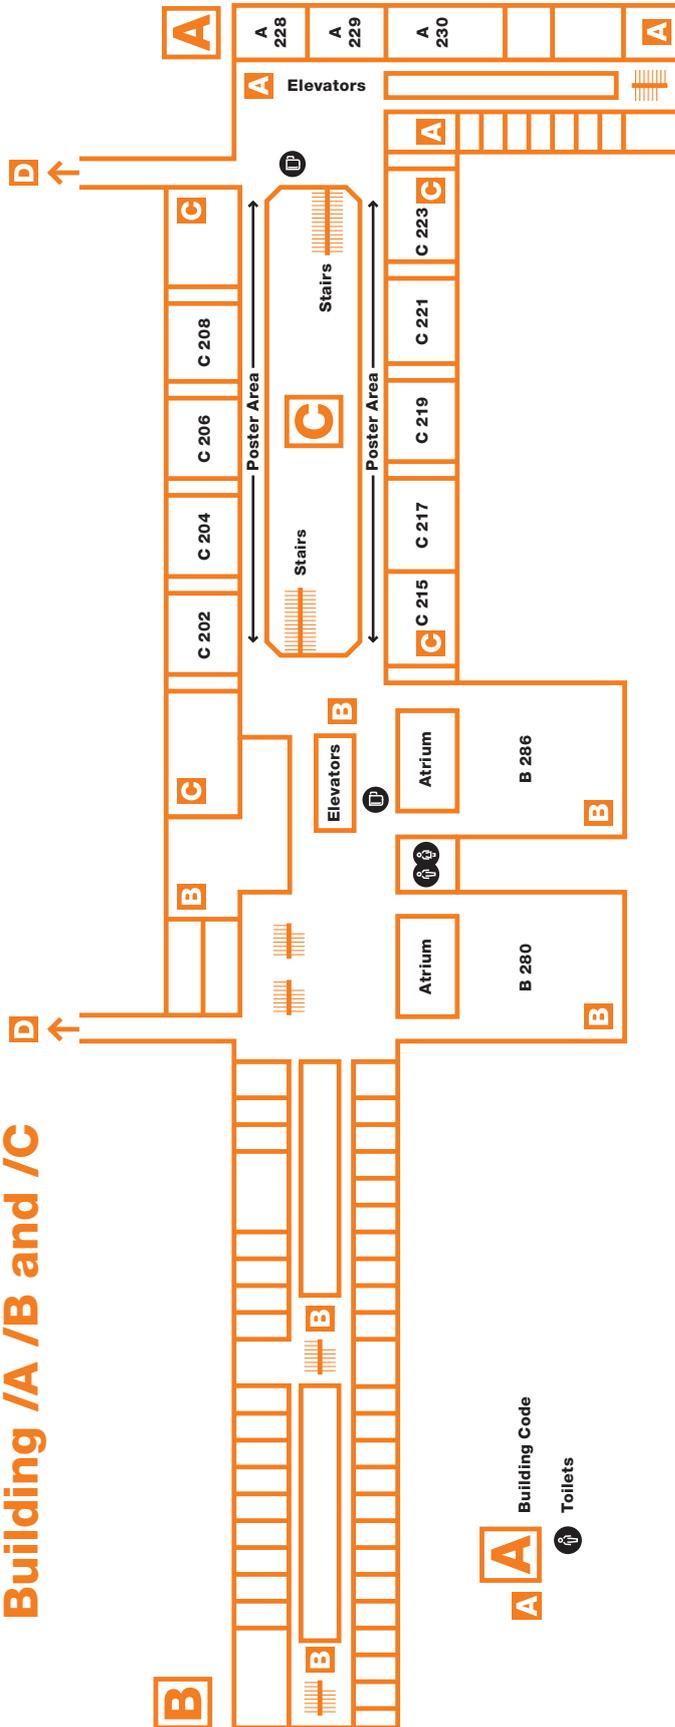 Building /A /B and /C
D
D
B
B
C
C
A
C 202
C 204
C 206
C 208
Poster Area
A
Elevators
A
228
A
229
A
230
Stairs
C
Stairs
B
B
Elevators
B
Poster Area
Atrium
Atrium
C
C 215
C 217
C 219
C 221
C 223
C
A
A
B 280
B 286
B
B
A
A
Building Code
Toilets